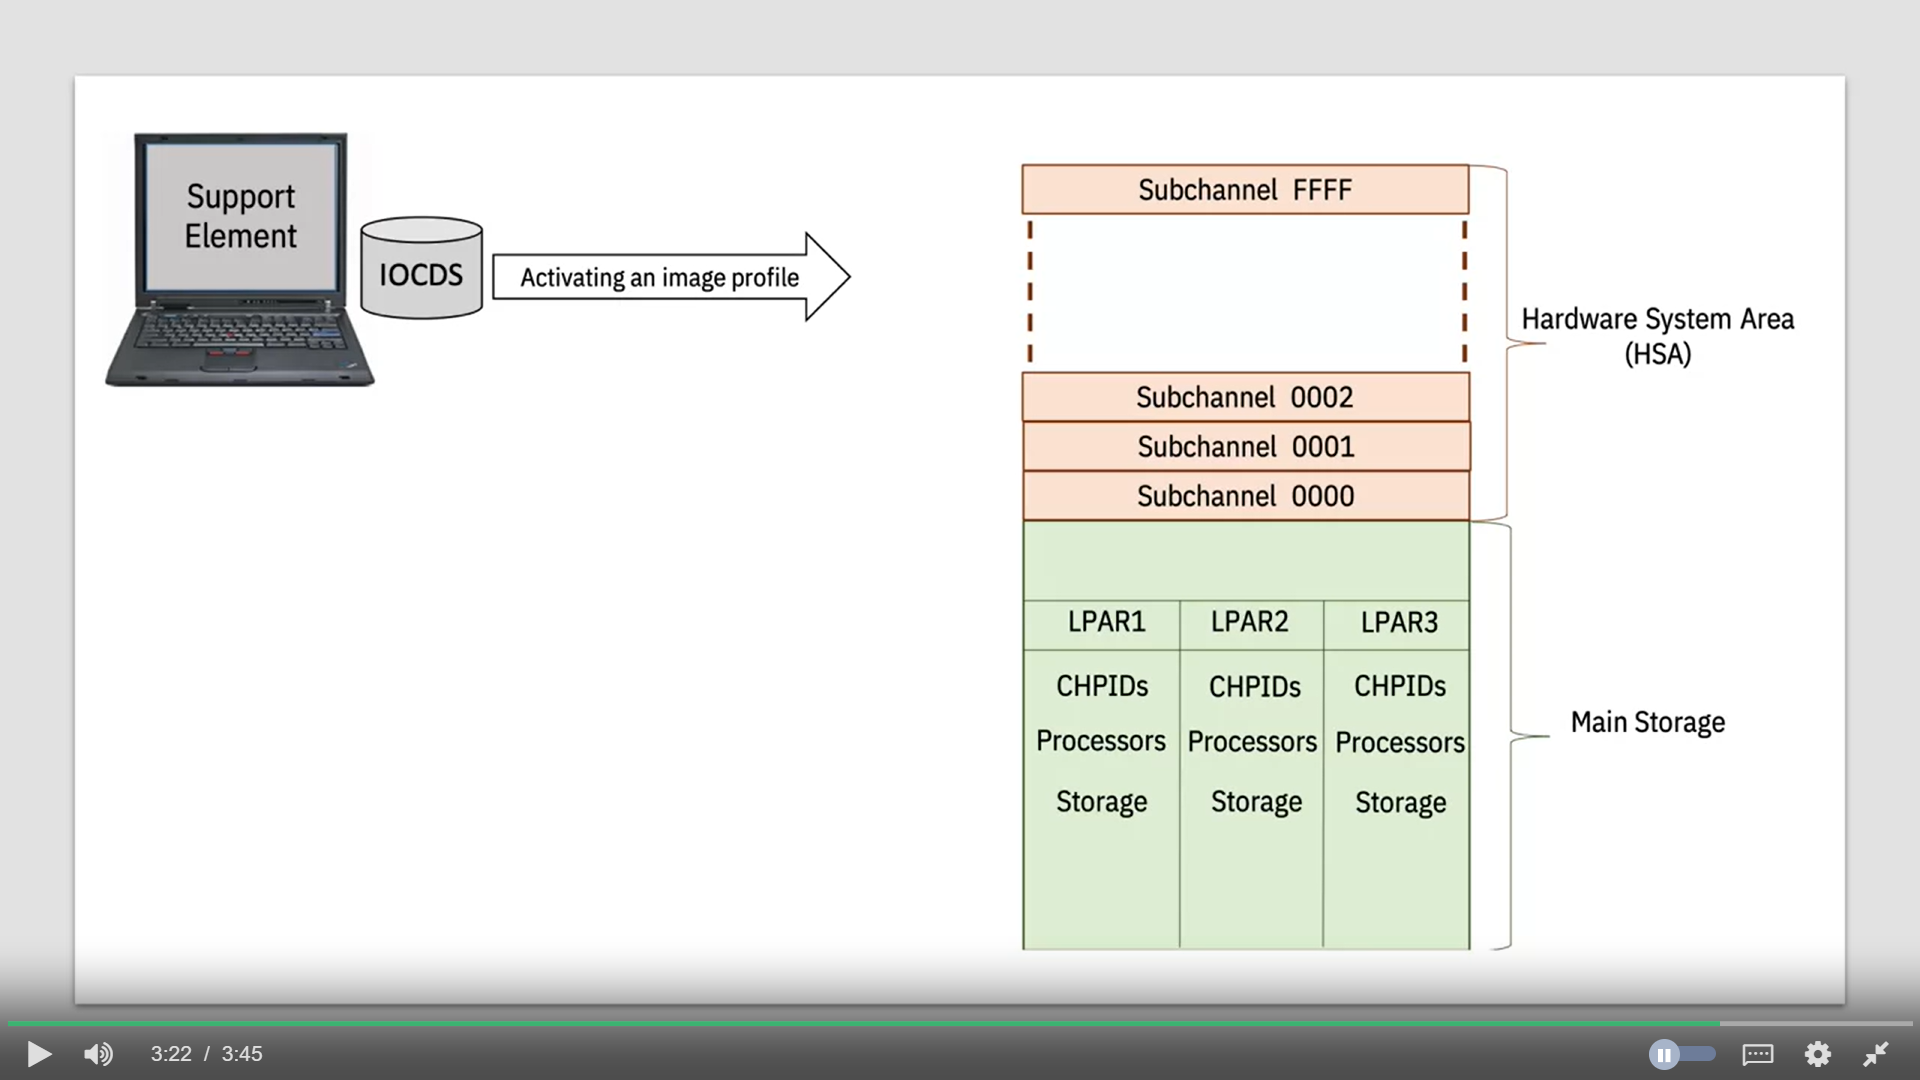 Support
Element
IOCDS
Activating an image profile
Subchannel FFFF
Subchannel 0002
Subchannel 0001
Subchannel 0000
Hardware System Area
(HSA)
LPAR1 LPAR2 LPAR3
CHPIDs CHPIDs CHPIDs
Processors Processors Processors
Storage Storage Storage
Main Storage
3:22 / 3:45